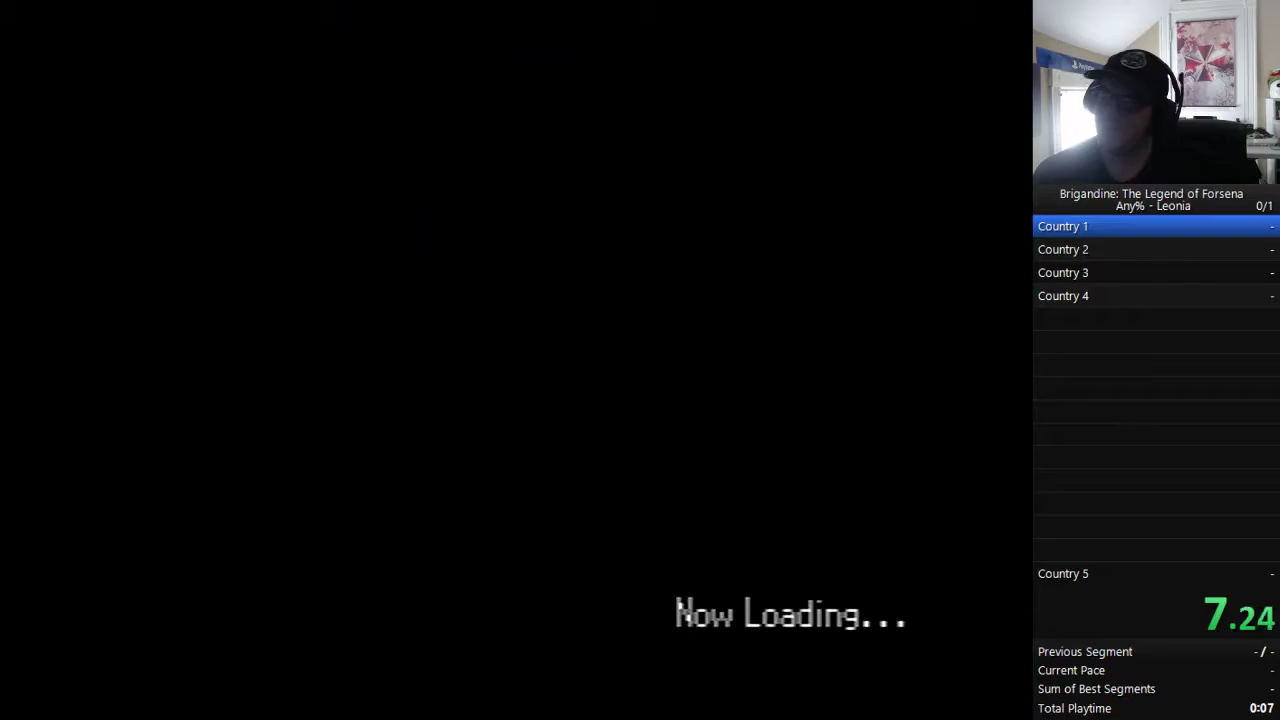 Brigandine: The Legend of Forsena
Any% - Leonia 0/1
Country 1 -
Country 2 -
Country 3 -
Country 4 -
Country 5 -
7.24
Now Loading...
Previous Segment - / -
Current Pace -
Sum of Best Segments -
Total Playtime 0:07